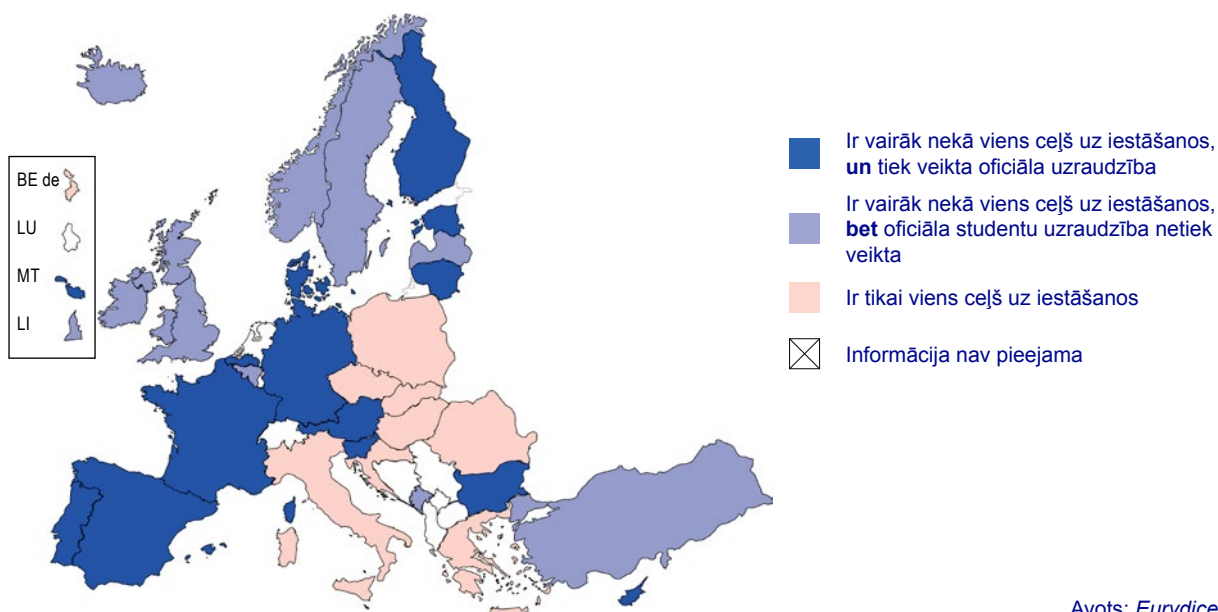 BE de
LU
MT
LI
Ir vairāk nekā viens ceļš uz iestāšanos,
un tiek veikta oficiāla uzraudzība
Ir vairāk nekā viens ceļš uz iestāšanos,
bet oficiāla studentu uzraudzība netiek
veikta
Ir tikai viens ceļš uz iestāšanos
Informācija nav pieejama
Avots: Eurydice